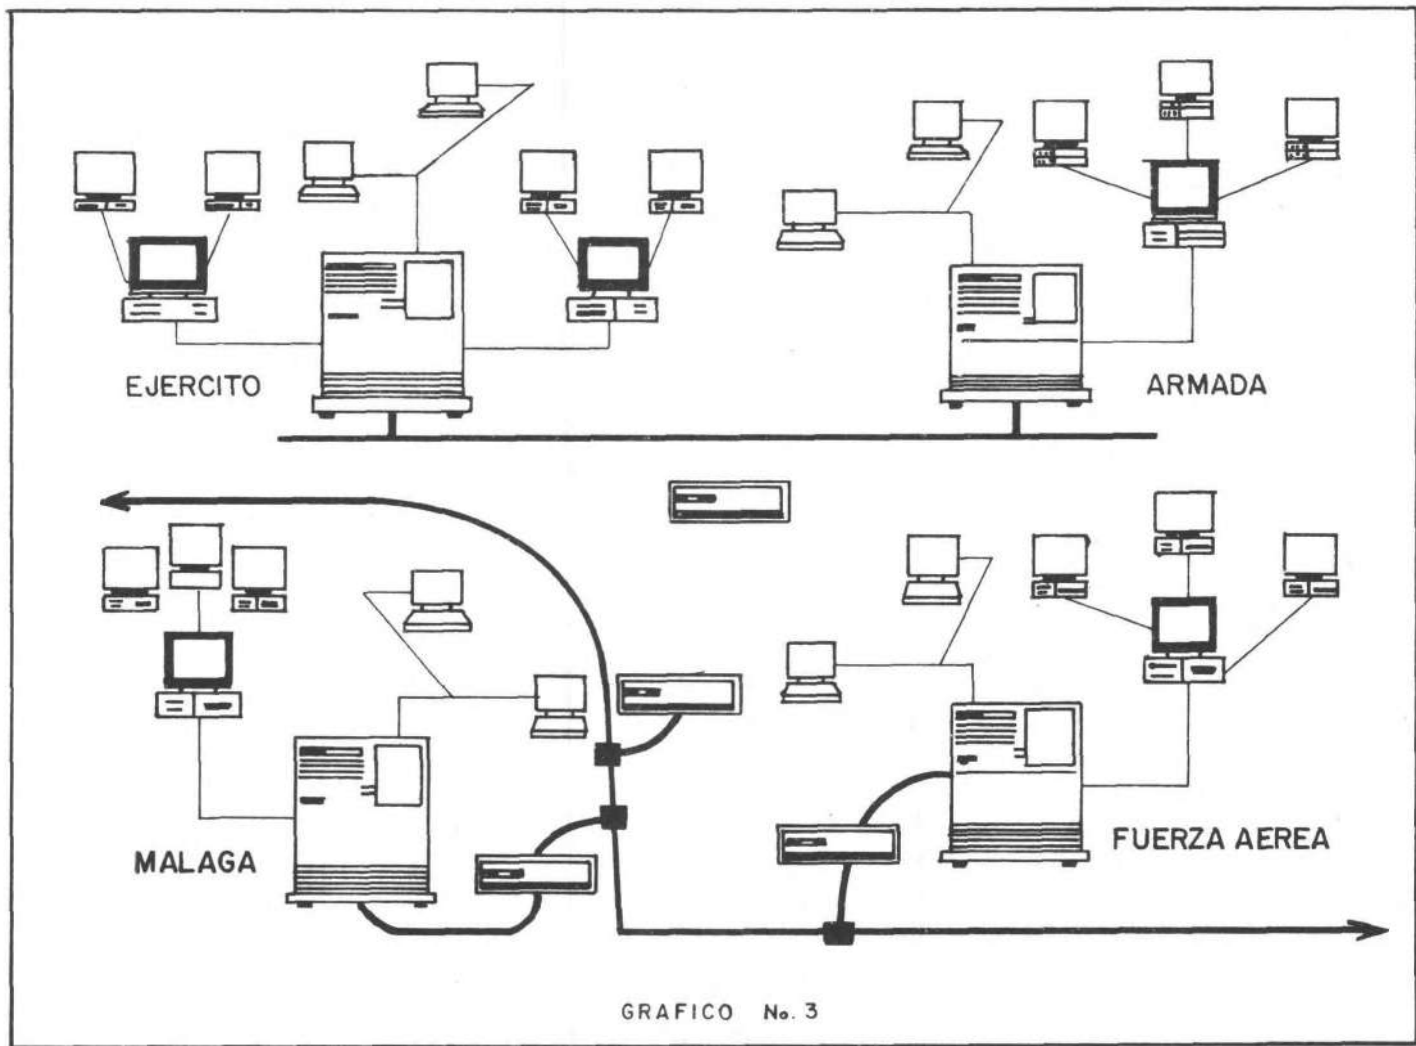 EJERCITO
ARMADA
MALAGA
FUERZA AEREA
GRAFICO No. 3